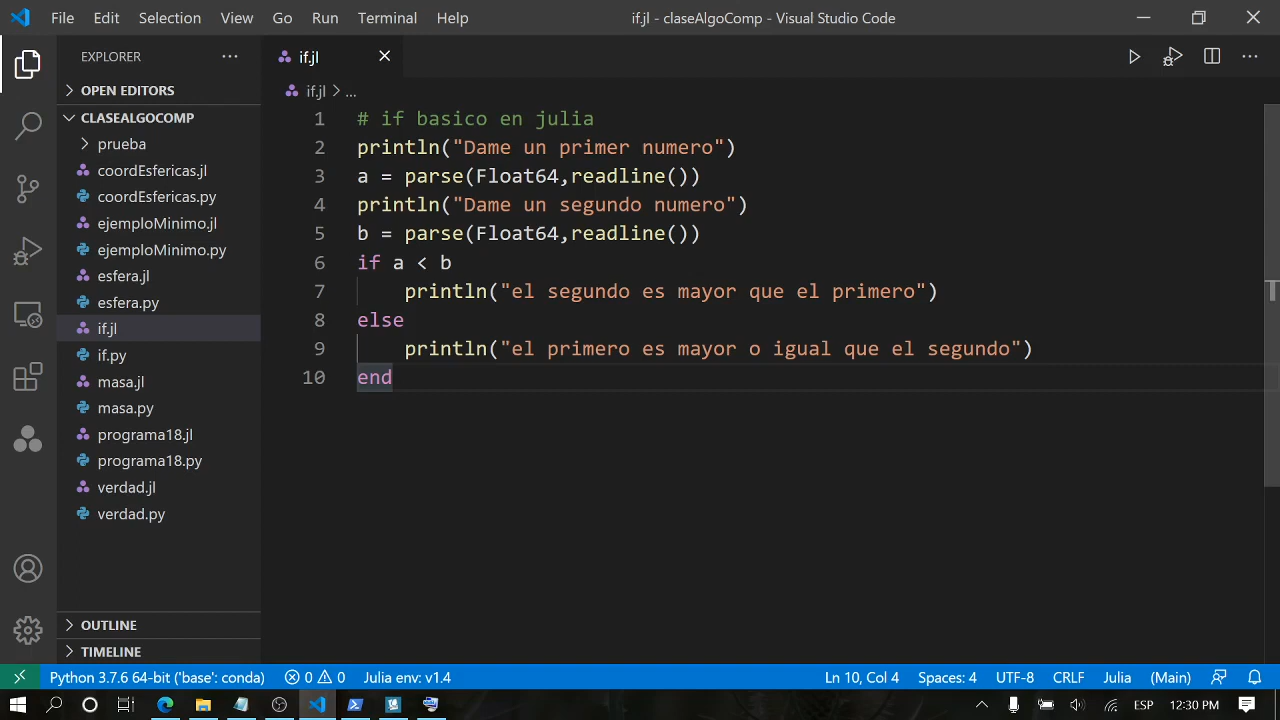 File Edit Selection View Go Run Terminal Help if.jl - claseAlgoComp - Visual Studio Code
EXPLORER ...
if.jl
OPEN EDITORS
CLASEALGOCOMP
prueba
coordEsfericas.jl
coordEsfericas.py
ejemploMinimo.jl
ejemploMinimo.py
esfera.jl
esfera.py
if.jl
if.py
masa.jl
masa.py
programa18.jl
programa18.py
verdad.jl
verdad.py
OUTLINE
TIMELINE
if.jl > ...
1 # if basico en julia
2 println("Dame un primer numero")
3 a = parse(Float64,readline())
4 println("Dame un segundo numero")
5 b = parse(Float64,readline())
6 if a < b
7 println("el segundo es mayor que el primero")
8 else
9 println("el primero es mayor o igual que el segundo")
10 end
Python 3.7.6 64-bit ('base': conda) 0 0 Julia env: v1.4 Ln 10, Col 4 Spaces: 4 UTF-8 CRLF Julia (Main)
ESP 12:30 PM